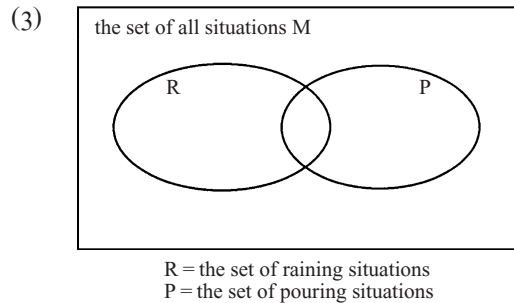 (3)
the set of all situations M
R P
R = the set of raining situations
P = the set of pouring situations